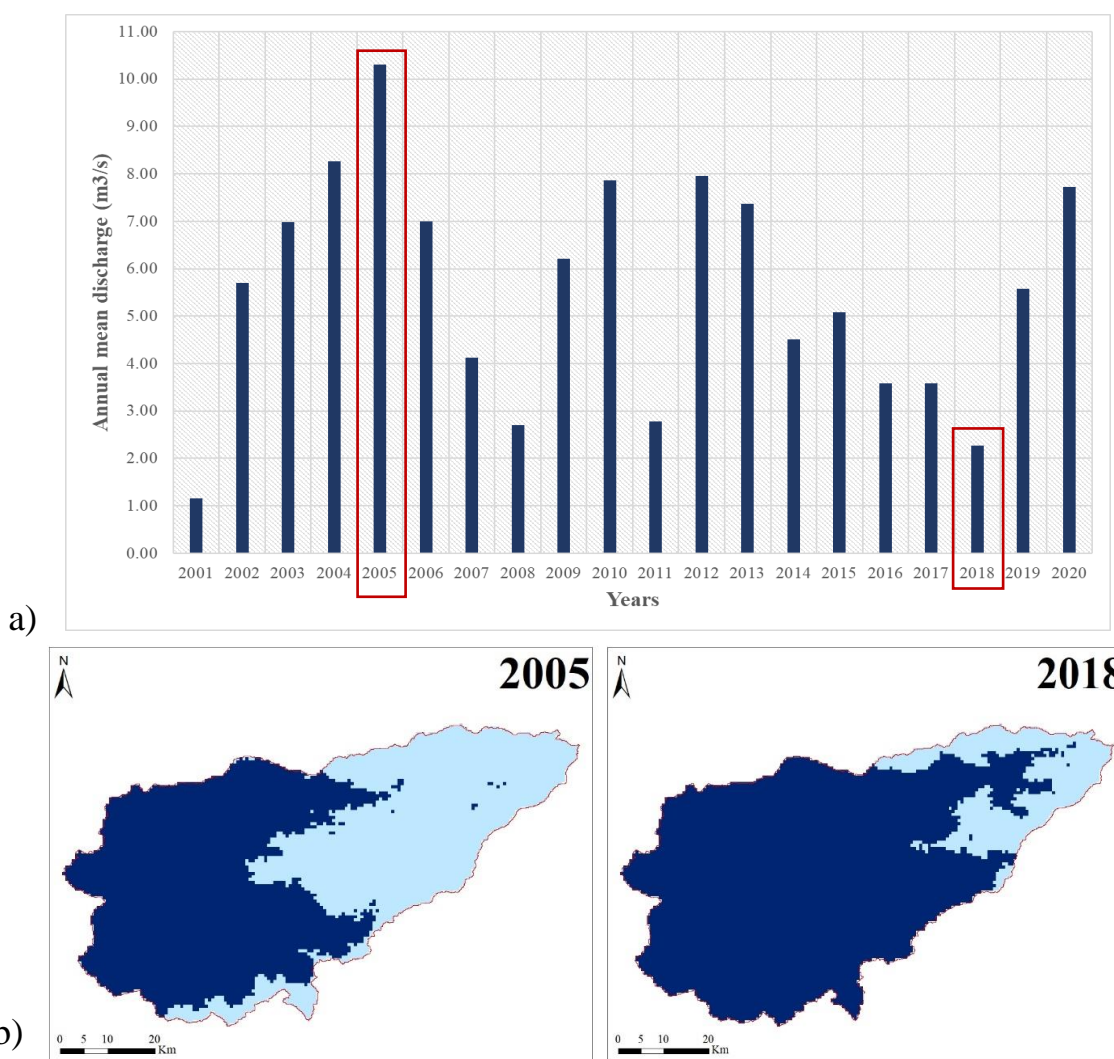 11.00
10.00
9.00
8.00
7.00
6.00
5.00
4.00
3.00
2.00
1.00
0.00
Annual mean discharge (m3/s)
2001 2002 2003 2004 2005 2006 2007 2008 2009 2010 2011 2012 2013 2014 2015 2016 2017 2018 2019 2020
Years
a)
N 2005 N 2018
b)
0 5 10 20 Km 0 5 10 20 Km